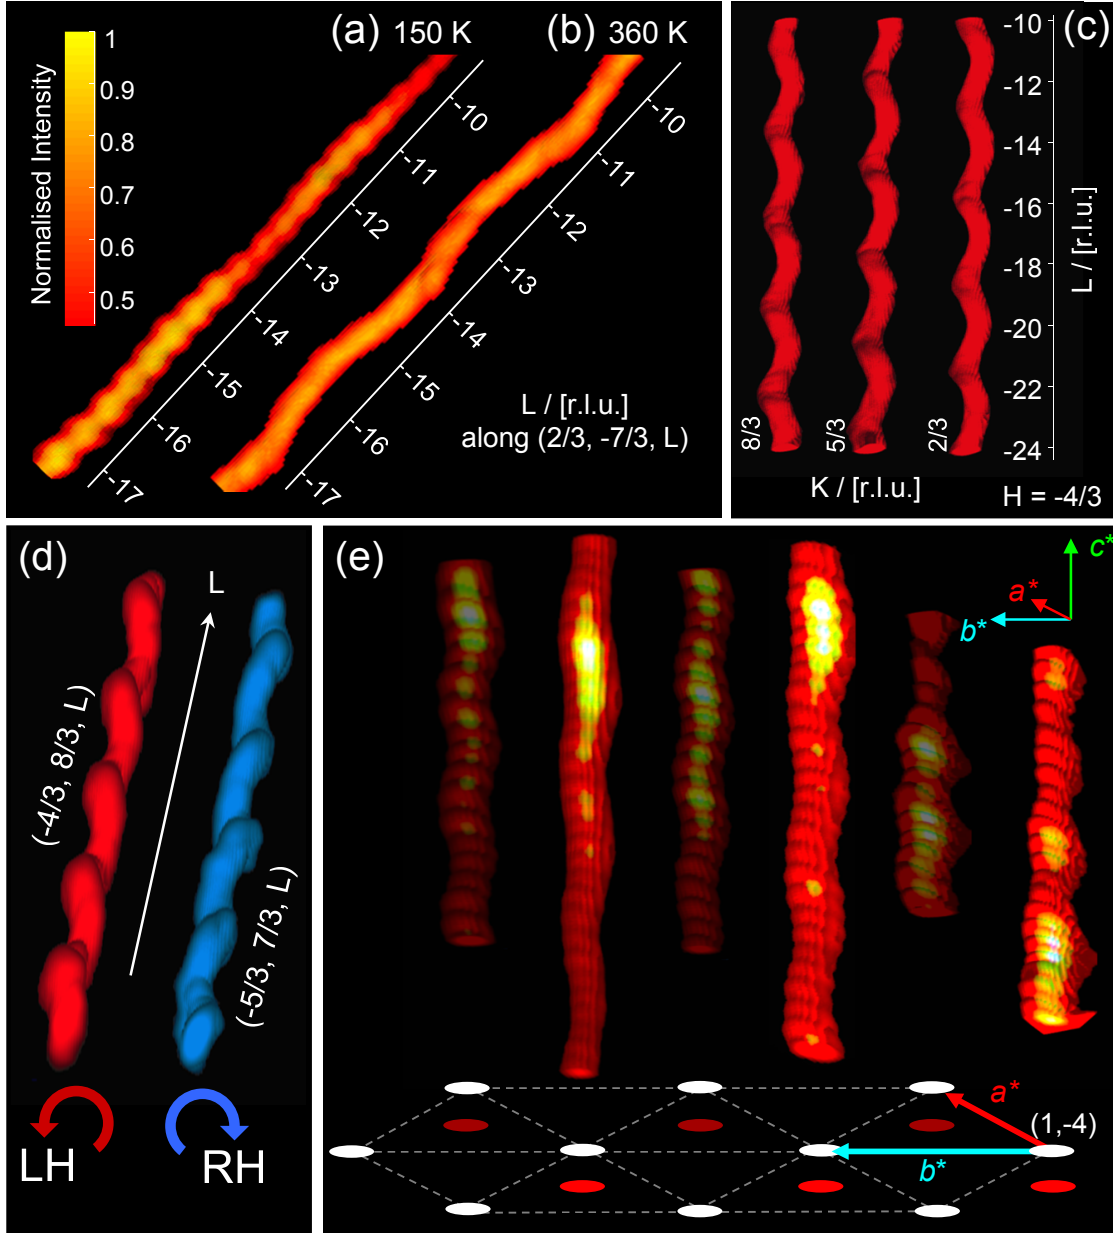 (a) 150 K
(b) 360 K
Normalised Intensity
1
0.9
0.8
0.7
0.6
0.5
-10
-11
-12
-13
-14
-15
-16
-17
-10
-11
-12
-13
-14
-15
-16
-17
L / [r.l.u.]
along (2/3, -7/3, L)
(c)
-10
-12
-14
-16
-18
-20
-22
-24
L / [r.l.u.]
8/3
5/3
2/3
K / [r.l.u.]
H = -4/3
(d)
L
(-4/3, 8/3, L)
(-5/3, 7/3, L)
LH
RH
(e)
c*
a*
b*
a*
(1,-4)
b*